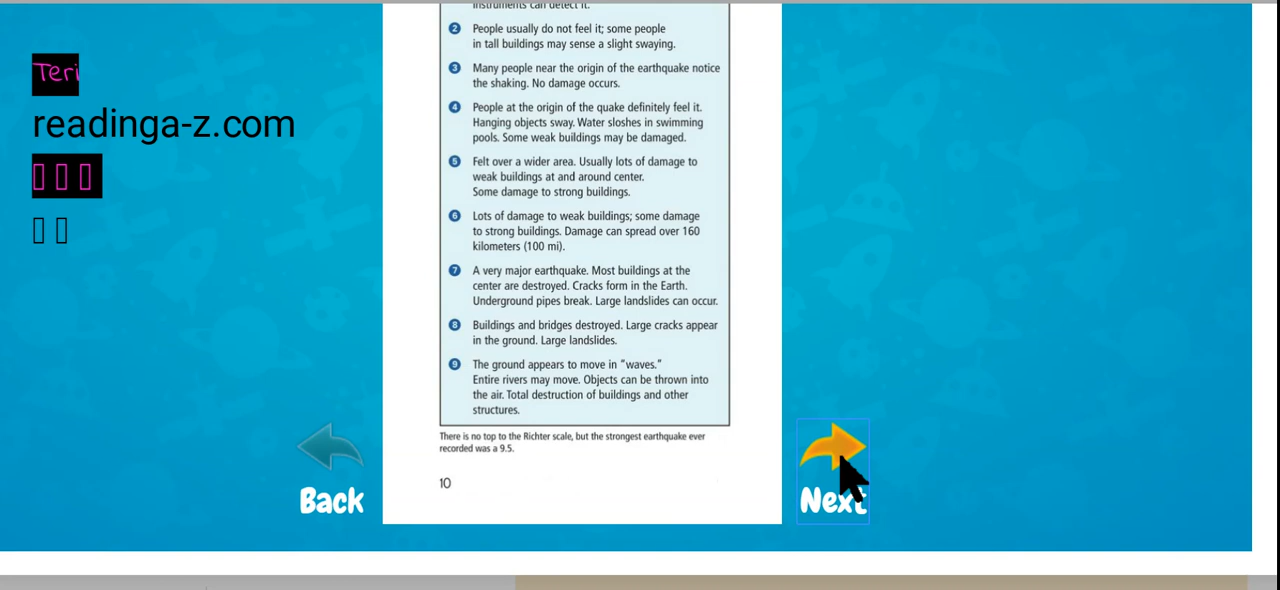 Teri
readinga-z.com
instruments can detect it.
2 People usually do not feel it; some people
in tall buildings may sense a slight swaying.
3 Many people near the origin of the earthquake notice
the shaking. No damage occurs.
4 People at the origin of the quake definitely feel it.
Hanging objects sway. Water sloshes in swimming
pools. Some weak buildings may be damaged.
5 Felt over a wider area. Usually lots of damage to
weak buildings at and around center.
Some damage to strong buildings.
6 Lots of damage to weak buildings; some damage
to strong buildings. Damage can spread over 160
kilometers (100 mi).
7 A very major earthquake. Most buildings at the
center are destroyed. Cracks form in the Earth.
Underground pipes break. Large landslides can occur.
8 Buildings and bridges destroyed. Large cracks appear
in the ground. Large landslides.
9 The ground appears to move in “waves.”
Entire rivers may move. Objects can be thrown into
the air. Total destruction of buildings and other
structures.
There is no top to the Richter scale, but the strongest earthquake ever
recorded was a 9.5.
10
Back
Next